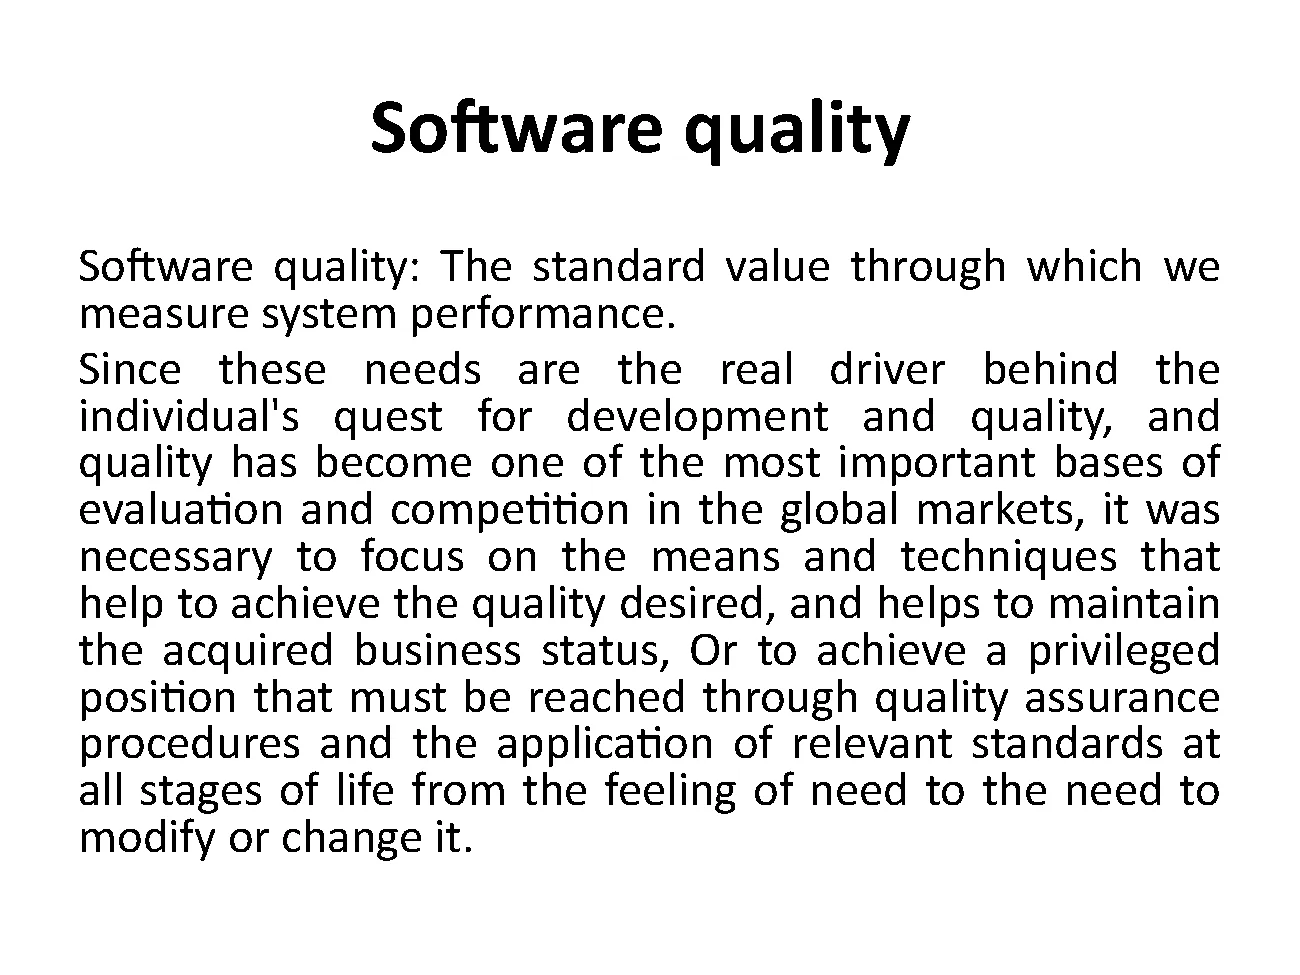 Software quality
Software quality: The standard value through which we
measure system performance.
Since these needs are the real driver behind the
individual's quest for development and quality, and
quality has become one of the most important bases of
evaluation and competition in the global markets, it was
necessary to focus on the means and techniques that
help to achieve the quality desired, and helps to maintain
the acquired business status, Or to achieve a privileged
position that must be reached through quality assurance
procedures and the application of relevant standards at
all stages of life from the feeling of need to the need to
modify or change it.